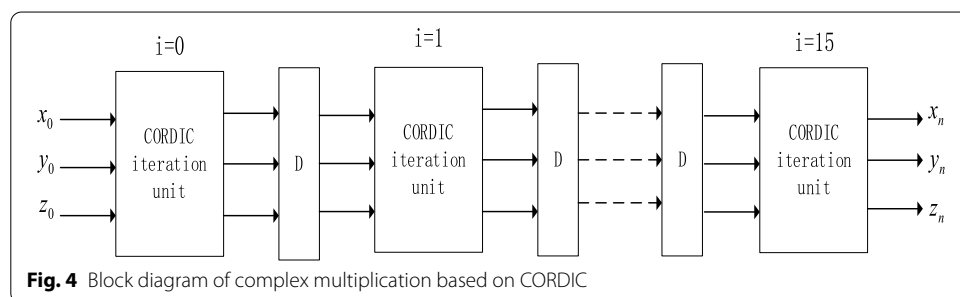 i=0 i=1 i=15
x₀ CORDIC iteration unit D CORDIC iteration unit D D CORDIC iteration unit xₙ
y₀ yₙ
z₀ zₙ
Fig. 4 Block diagram of complex multiplication based on CORDIC